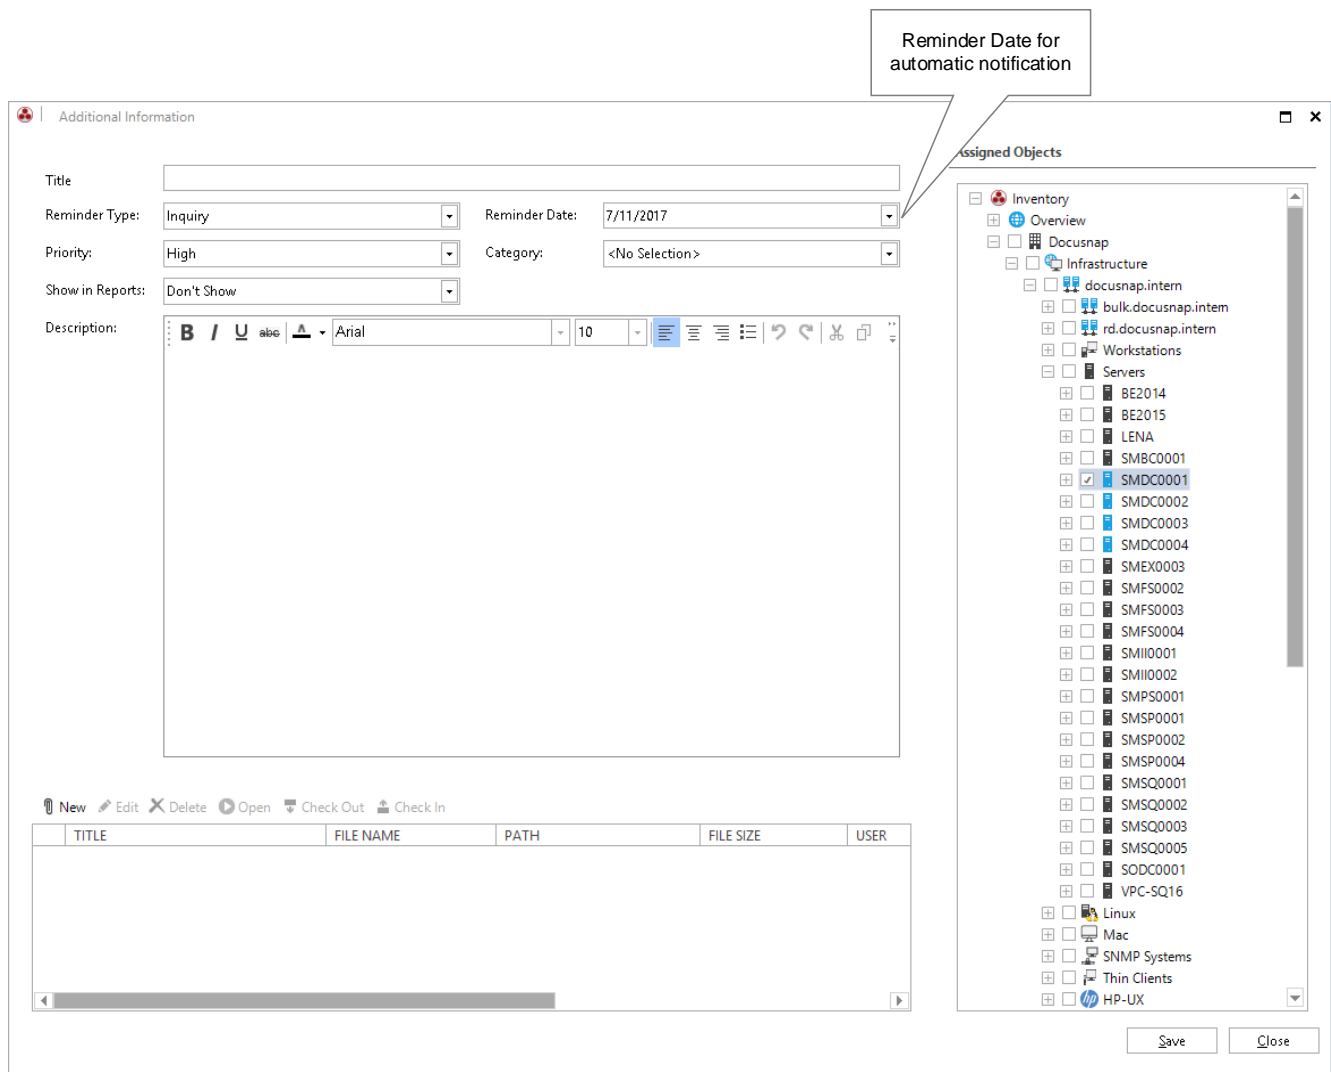 Reminder Date for
automatic notification
Additional Information
Title
Reminder Type: Inquiry Reminder Date: 7/11/2017
Priority: High Category: <No Selection>
Show in Reports: Don't Show
Description: B I U abc A Arial 10
New Edit Delete Open Check Out Check In
TITLE FILE NAME PATH FILE SIZE USER
Assigned Objects
Inventory
Overview
Docusnap
Infrastructure
docusnap.intern
bulk.docusnap.intern
rd.docusnap.intern
Workstations
Servers
BE2014
BE2015
LENA
SMBC0001
SMDC0001
SMDC0002
SMDC0003
SMDC0004
SMEX0003
SMFS0002
SMFS0003
SMFS0004
SMII0001
SMII0002
SMPS0001
SMSP0001
SMSP0002
SMSP0004
SMSQ0001
SMSQ0002
SMSQ0003
SMSQ0005
SODC0001
VPC-SQ16
Linux
Mac
SNMP Systems
Thin Clients
hp HP-UX
Save Close